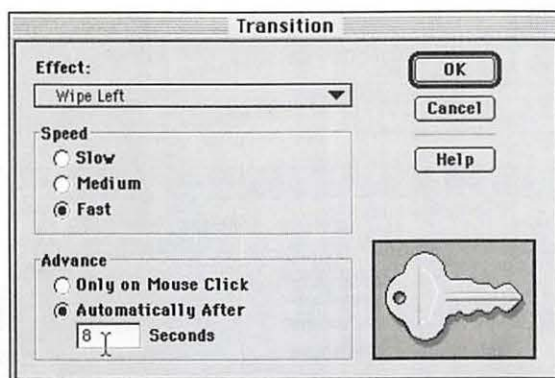 Transition
Effect:
Wipe Left
OK
Cancel
Help
Speed
Slow
Medium
Fast
Advance
Only on Mouse Click
Automatically After
8 Seconds